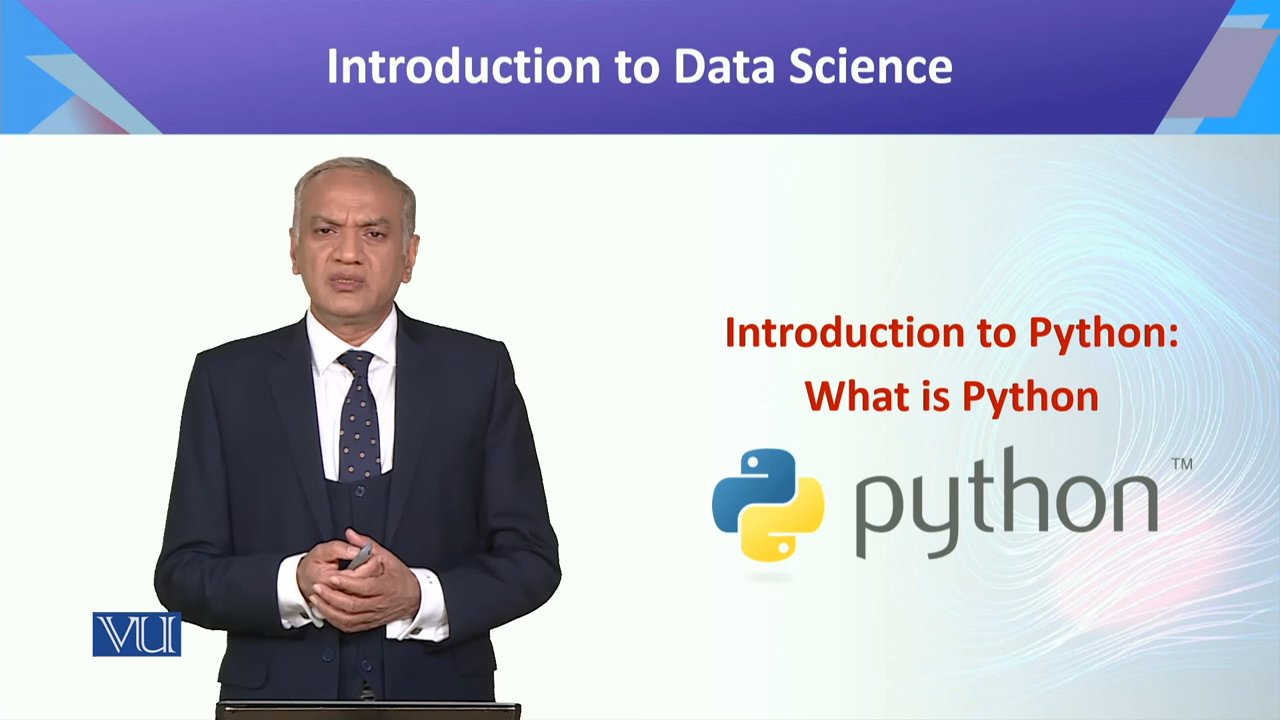 Introduction to Data Science
Introduction to Python:
What is Python
python™
VU